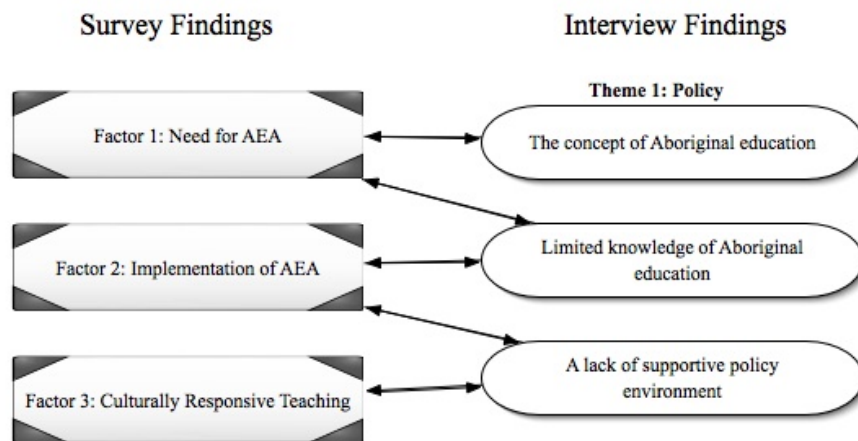 Survey Findings
Interview Findings
Theme 1: Policy
Factor 1: Need for AEA
The concept of Aboriginal education
Factor 2: Implementation of AEA
Limited knowledge of Aboriginal
education
Factor 3: Culturally Responsive Teaching
A lack of supportive policy
environment